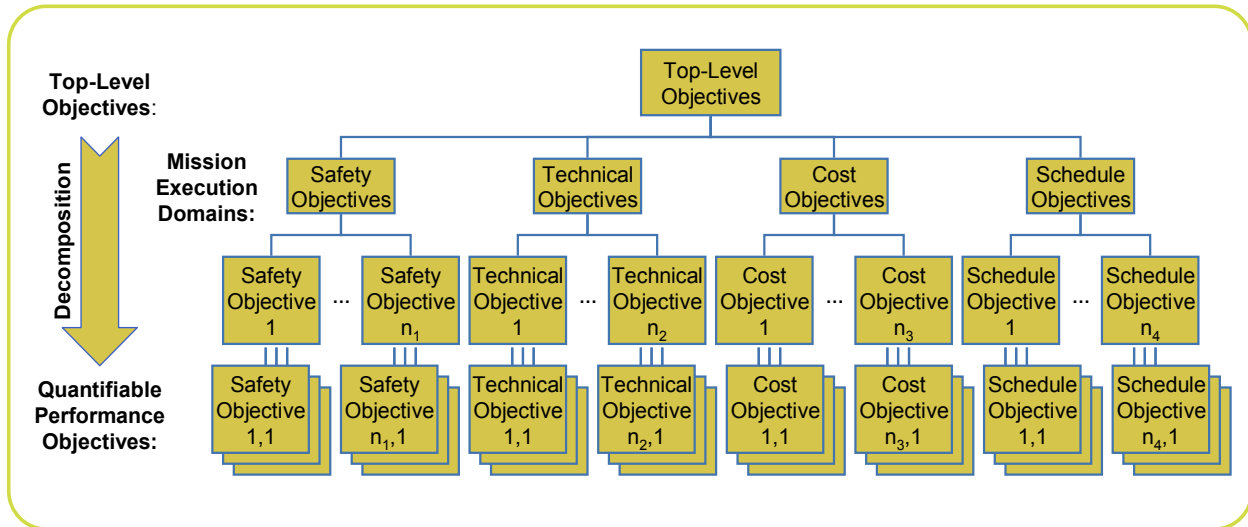 Top-Level
Objectives:
Top-Level
Objectives
Decomposition
Mission
Execution
Domains:
Safety
Objectives
Technical
Objectives
Cost
Objectives
Schedule
Objectives
Safety
Objective
1
...
Safety
Objective
n₁
Technical
Objective
1
...
Technical
Objective
n₂
Cost
Objective
1
...
Cost
Objective
n₃
Schedule
Objective
1
...
Schedule
Objective
n₄
Quantifiable
Performance
Objectives:
Safety
Objective
1,1
Safety
Objective
n₁,1
Technical
Objective
1,1
Technical
Objective
n₂,1
Cost
Objective
1,1
Cost
Objective
n₃,1
Schedule
Objective
1,1
Schedule
Objective
n₄,1